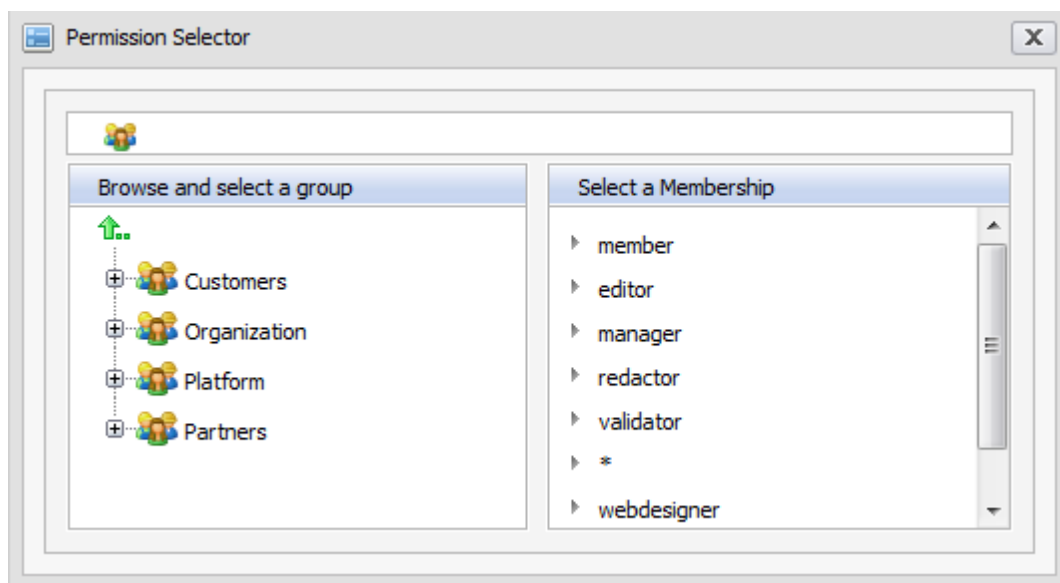 Permission Selector
X
Browse and select a group
Select a Membership
Customers
Organization
Platform
Partners
member
editor
manager
redactor
validator
*
webdesigner